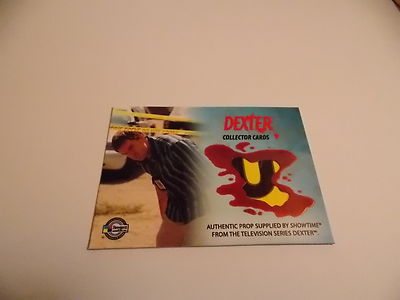 DEXTER
COLLECTOR CARDS
U
AUTHENTIC PROP SUPPLIED BY SHOWTIME®
FROM THE TELEVISION SERIES DEXTER™.